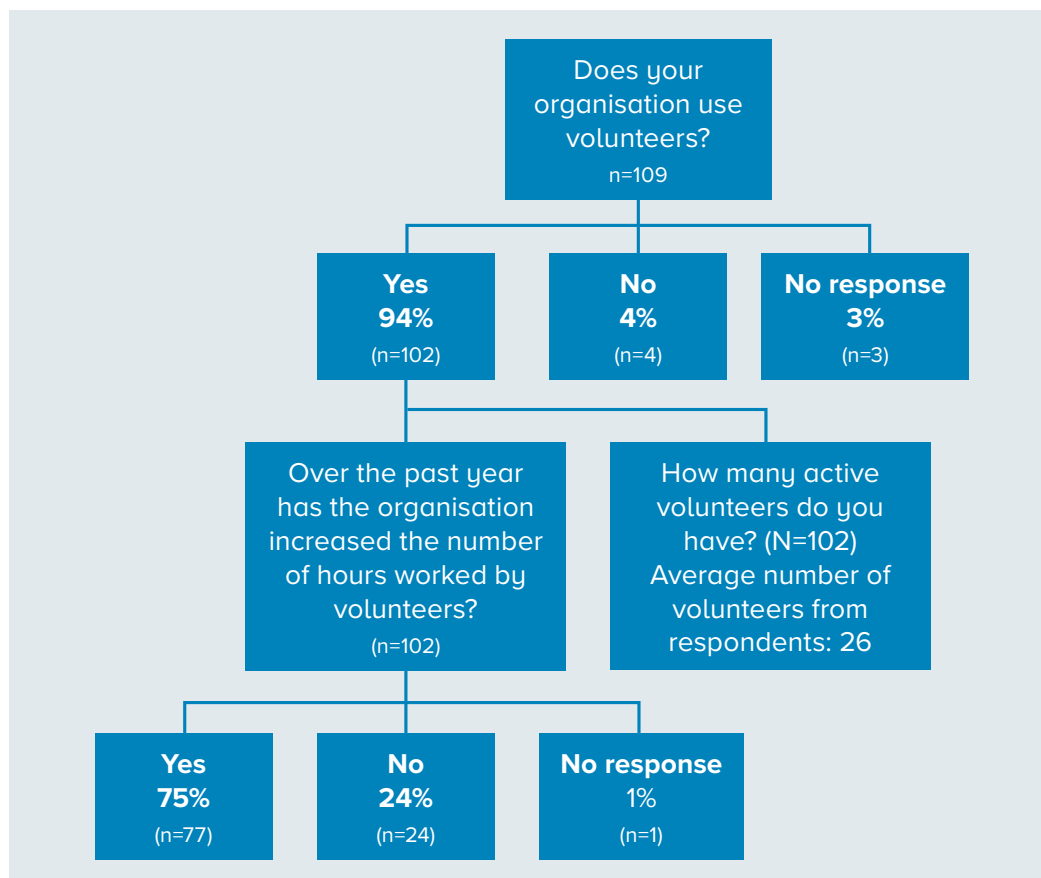 Does your
organisation use
volunteers?
n=109
Yes
94%
(n=102)
No
4%
(n=4)
No response
3%
(n=3)
Over the past year
has the organisation
increased the number
of hours worked by
volunteers?
(n=102)
How many active
volunteers do you
have? (N=102)
Average number of
volunteers from
respondents: 26
Yes
75%
(n=77)
No
24%
(n=24)
No response
1%
(n=1)